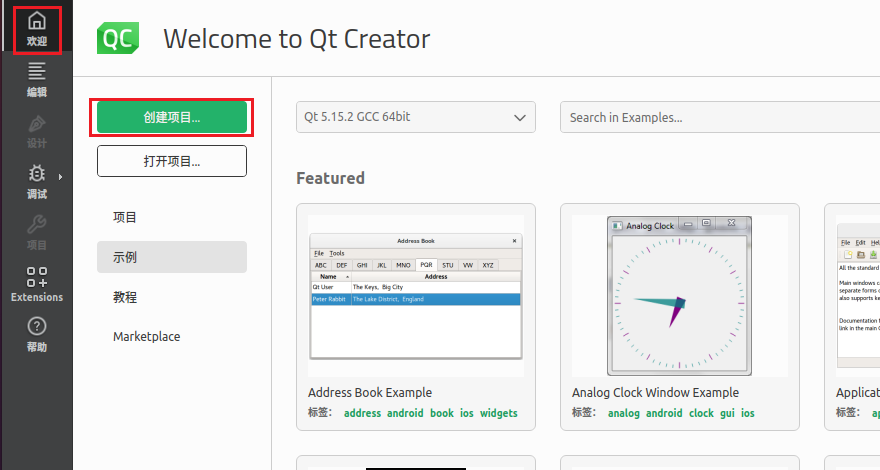 欢迎
编辑
设计
调试
项目
Extensions
帮助
QC
Welcome to Qt Creator
创建项目...
打开项目...
项目
示例
教程
Marketplace
Qt 5.15.2 GCC 64bit
Search in Examples...
Featured
Address Book
File Tools
ABC DEF GHI JKL MNO PQR STU VW XYZ
Name Address
Qt User The Keys, Big City
Peter Rabbit The Lake District, England
Address Book Example
标签: address android book ios widgets
Analog Clock
Analog Clock Window Example
标签: analog android clock gui ios
File Edit Hel
All the standard
Main windows c
separate forms o
also supports ke
Documentation f
link in the main
Applicat
标签: ap